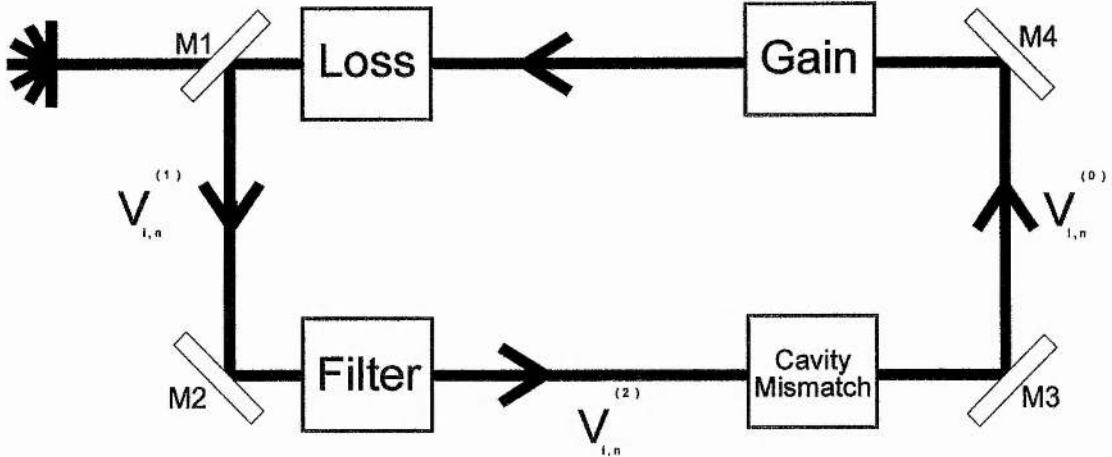 M1
Loss
Gain
M4
V i,n (1)
V i,n (0)
M2
Filter
V i,n (2)
Cavity
Mismatch
M3